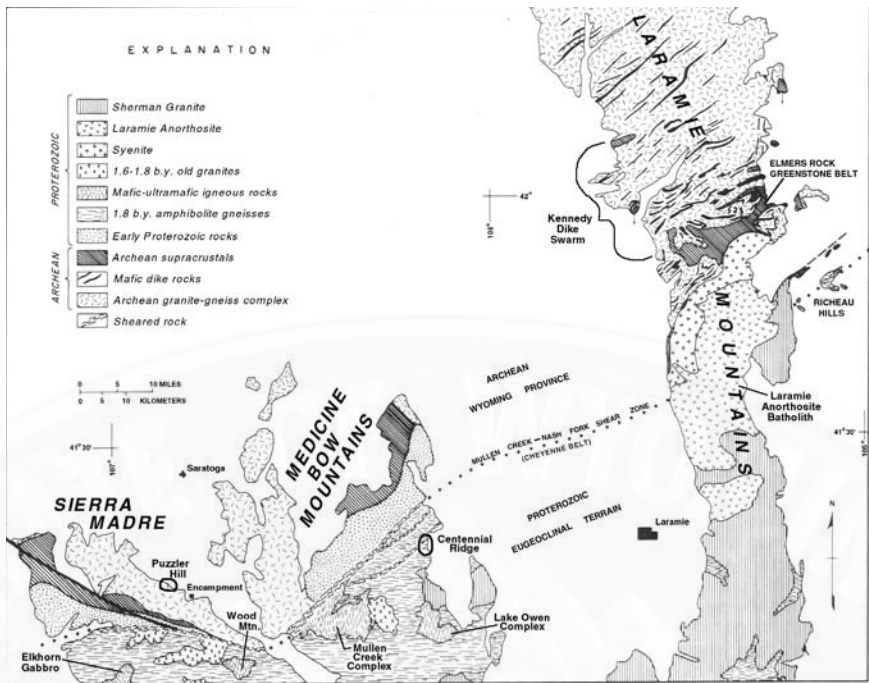 EXPLANATION
PROTEROZOIC
Sherman Granite
Laramie Anorthosite
Syenite
1.6-1.8 b.y. old granites
Mafic-ultramafic igneous rocks
1.8 b.y. amphibolite gneisses
Early Proterozoic rocks
ARCHEAN
Archean supracrustals
Mafic dike rocks
Archean granite-gneiss complex
Sheared rock
0 5 10 MILES
0 5 10 KILOMETERS
LARAMIE
MOUNTAINS
ELMERS ROCK
GREENSTONE BELT
42°
Kennedy
Dike
Swarm
RICHEAU
HILLS
Laramie
Anorthosite
Batholith
ARCHEAN
WYOMING PROVINCE
MULLEN CREEK-NASH FORK SHEAR ZONE
(CHEYENNE BELT)
PROTEROZOIC
EUGEOCLINAL TERRAIN
41°30'
107°
41°30'
105°
N
Saratoga
MEDICINE
BOW
MOUNTAINS
SIERRA
MADRE
Puzzler
Hill
Encampment
Centennial
Ridge
Laramie
Wood
Mtn.
Lake Owen
Complex
Mullen
Creek
Complex
Elkhorn
Gabbro